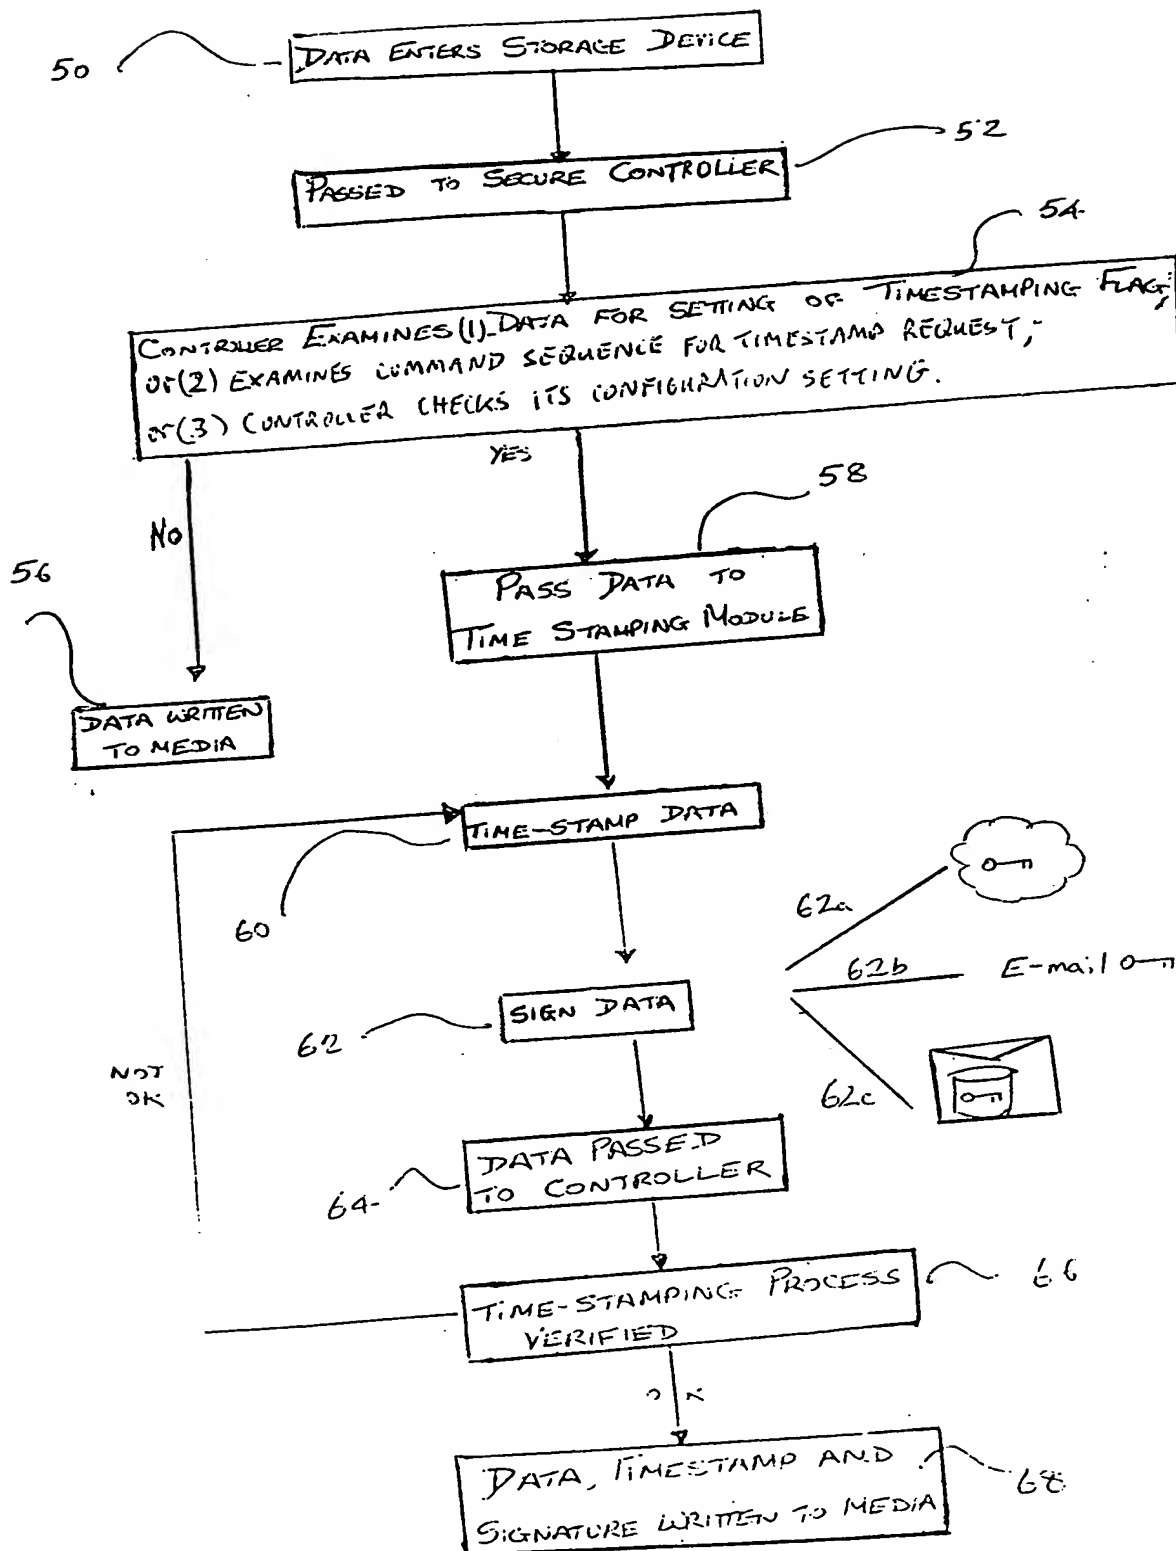 50
DATA ENTERS STORAGE DEVICE
52
PASSED TO SECURE CONTROLLER
54
CONTROLLER EXAMINES (1) DATA FOR SETTING OF TIMESTAMPING FLAG;
or (2) EXAMINES COMMAND SEQUENCE FOR TIMESTAMP REQUEST;
or (3) CONTROLLER CHECKS ITS CONFIGURATION SETTING.
NO
YES
58
56
PASS DATA TO
TIME STAMPING MODULE
DATA WRITTEN
TO MEDIA
TIME-STAMP DATA
60
62a
62b
E-mail
62c
SIGN DATA
62
NOT
OK
DATA PASSED
TO CONTROLLER
64
TIME-STAMPING PROCESS
VERIFIED
66
OK
DATA, TIMESTAMP AND
SIGNATURE WRITTEN TO MEDIA
68